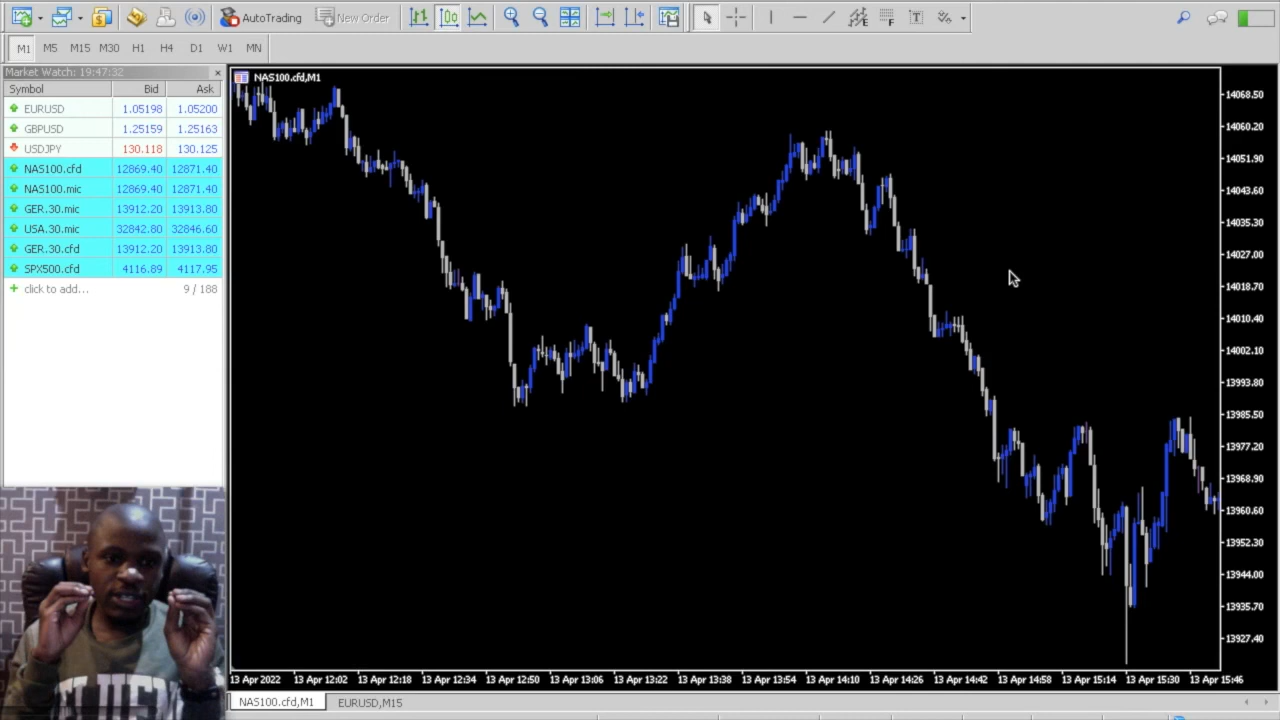 AutoTrading New Order
M1 M5 M15 M30 H1 H4 D1 W1 MN
Market Watch: 19:47:32
Symbol Bid Ask
EURUSD 1.05198 1.05200
GBPUSD 1.25159 1.25163
USDJPY 130.118 130.125
NAS100.cfd 12869.40 12871.40
NAS100.mic 12869.40 12871.40
GER.30.mic 13912.20 13913.80
USA.30.mic 32842.80 32846.60
GER.30.cfd 13912.20 13913.80
SPX500.cfd 4116.89 4117.95
click to add... 9 / 188
NAS100.cfd,M1
14068.50
14060.20
14051.90
14043.60
14035.30
14027.00
14018.70
14010.40
14002.10
13993.80
13985.50
13977.20
13968.90
13960.60
13952.30
13944.00
13935.70
13927.40
13 Apr 2022 13 Apr 12:02 13 Apr 12:18 13 Apr 12:34 13 Apr 12:50 13 Apr 13:06 13 Apr 13:22 13 Apr 13:38 13 Apr 13:54 13 Apr 14:10 13 Apr 14:26 13 Apr 14:42 13 Apr 14:58 13 Apr 15:14 13 Apr 15:30 13 Apr 15:46
NAS100.cfd,M1 EURUSD,M15